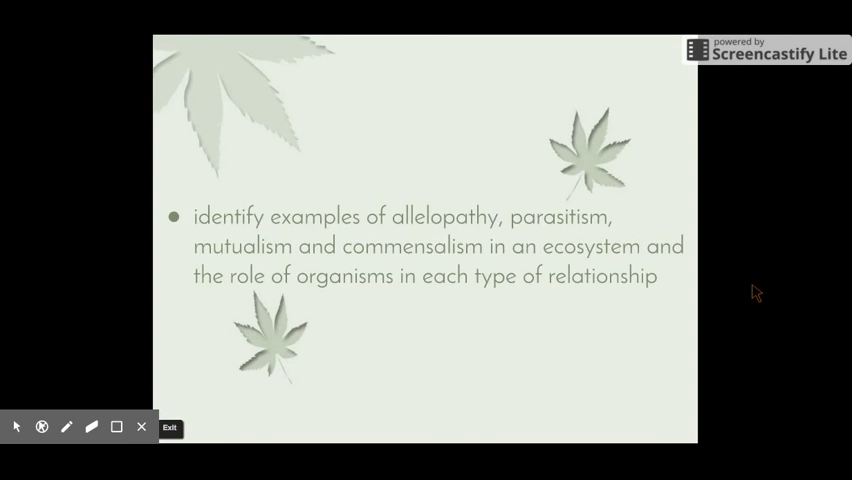 powered by
Screencastify Lite
● identify examples of allelopathy, parasitism,
mutualism and commensalism in an ecosystem and
the role of organisms in each type of relationship
Exit